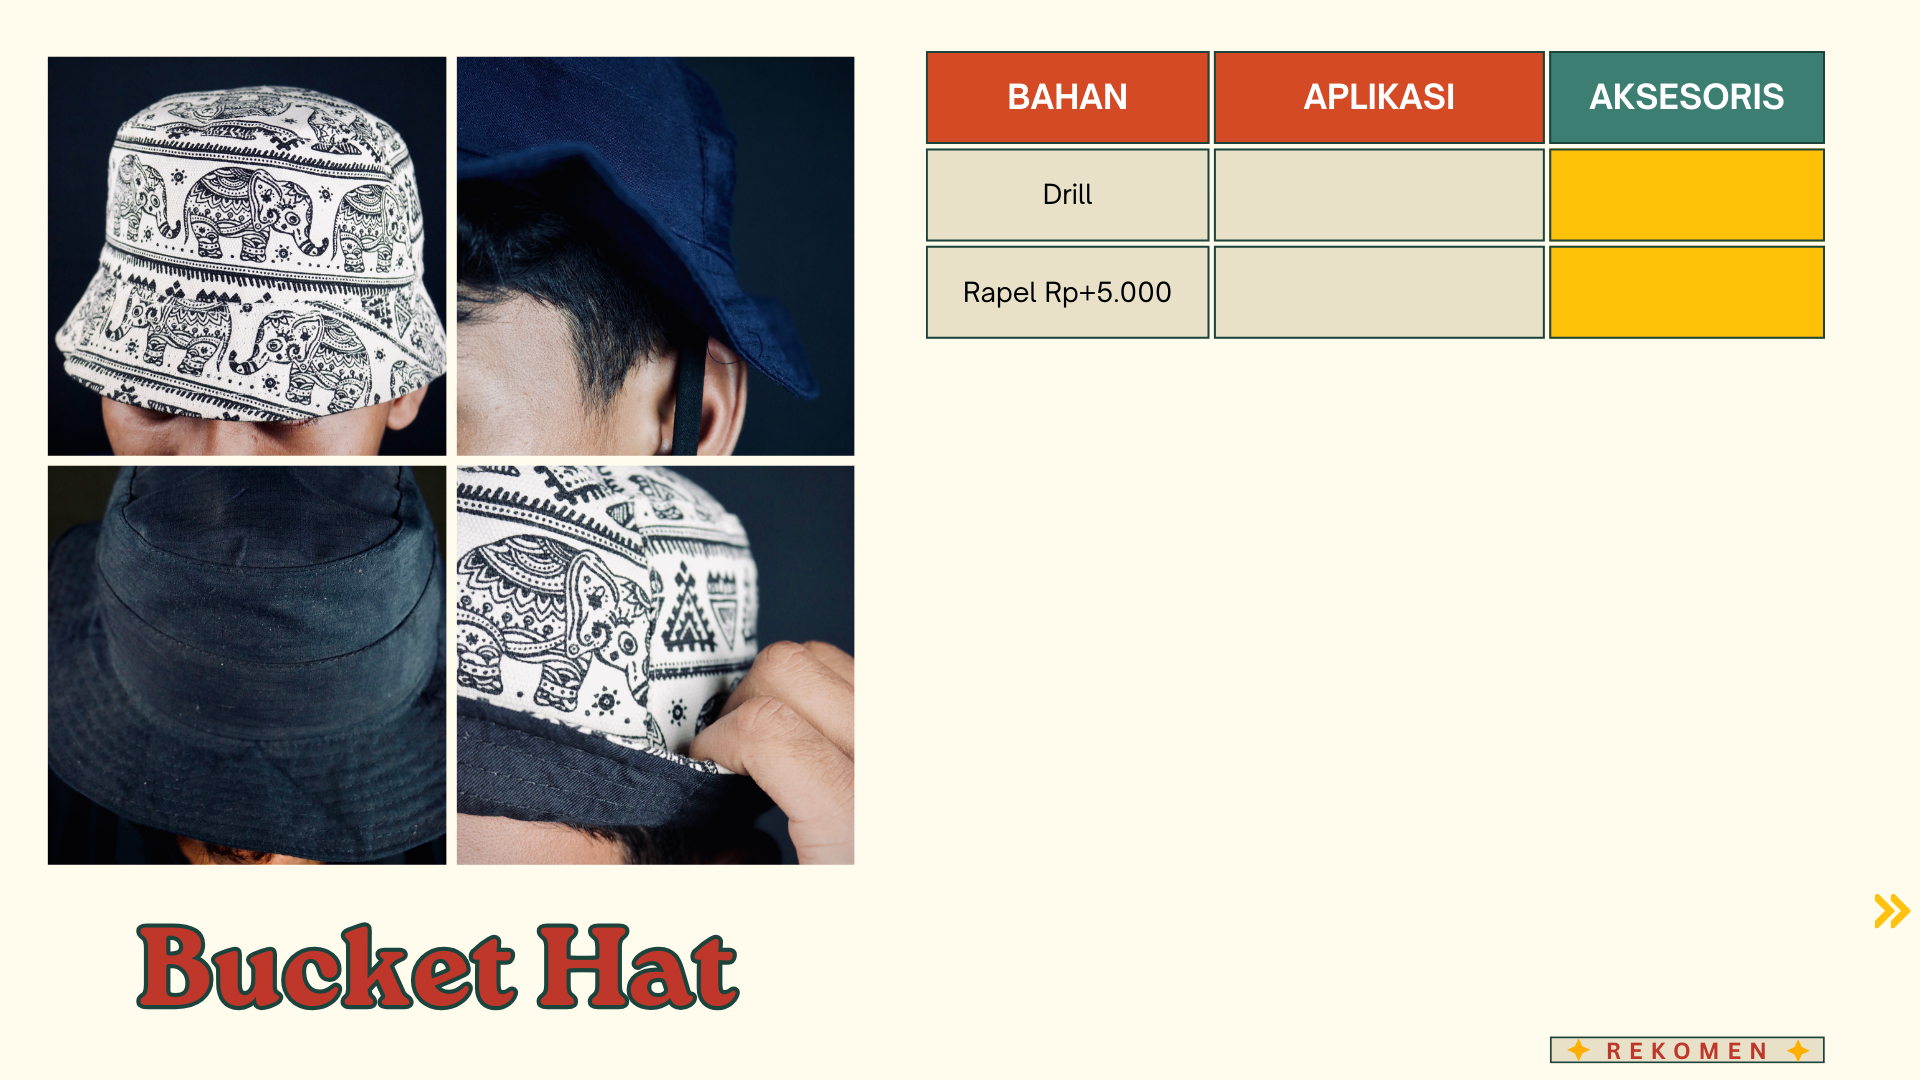 BAHAN APLIKASI AKSESORIS
Drill
Rapel Rp+5.000
Bucket Hat
REKOMEN